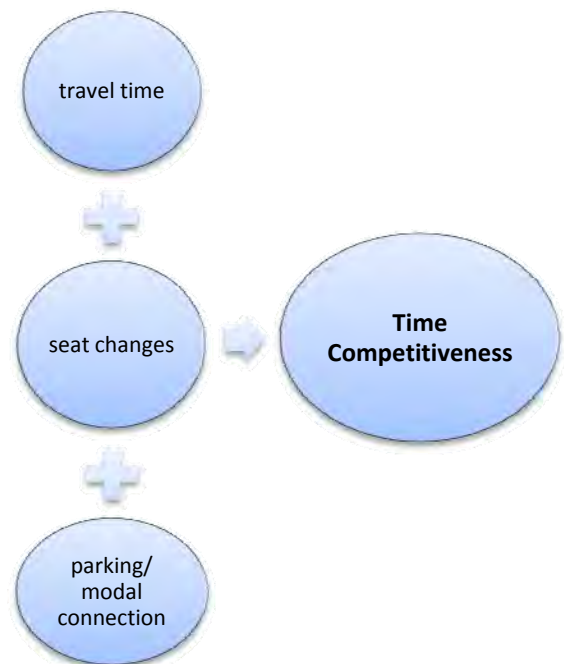 travel time
seat changes
Time
Competitiveness
parking/
modal
connection